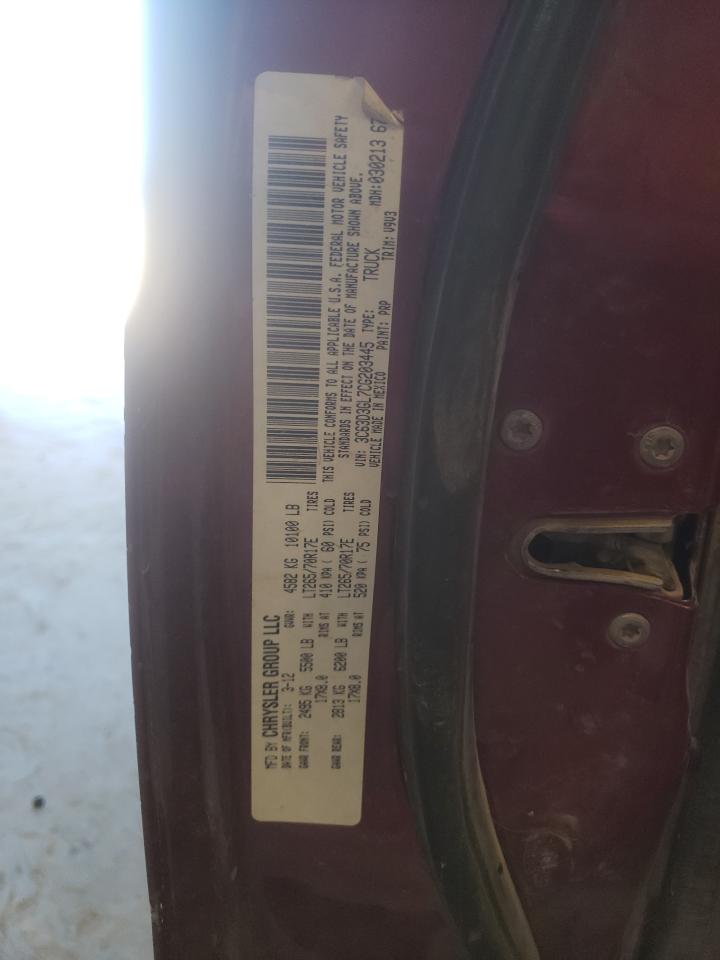 MFD BY CHRYSLER GROUP LLC
DATE OF MFR(BUILT): 3-12 GVWR: 4582 KG 10100 LB
GAWR FRONT: 2495 KG 5500 LB WITH LT265/70R17E TIRES
17X8.0 RIMS AT 410 KPA ( 60 PSI) COLD
GAWR REAR: 2813 KG 6200 LB WITH LT265/70R17E TIRES
17X8.0 RIMS AT 520 KPA ( 75 PSI) COLD
THIS VEHICLE CONFORMS TO ALL APPLICABLE U.S.A. FEDERAL MOTOR VEHICLE SAFETY
STANDARDS IN EFFECT ON THE DATE OF MANUFACTURE SHOWN ABOVE.
VIN: 3C63D3GL7CG203445 TYPE: TRUCK MDH:030213 67
VEHICLE MADE IN MEXICO PAINT: PRP TRIM: V9V3